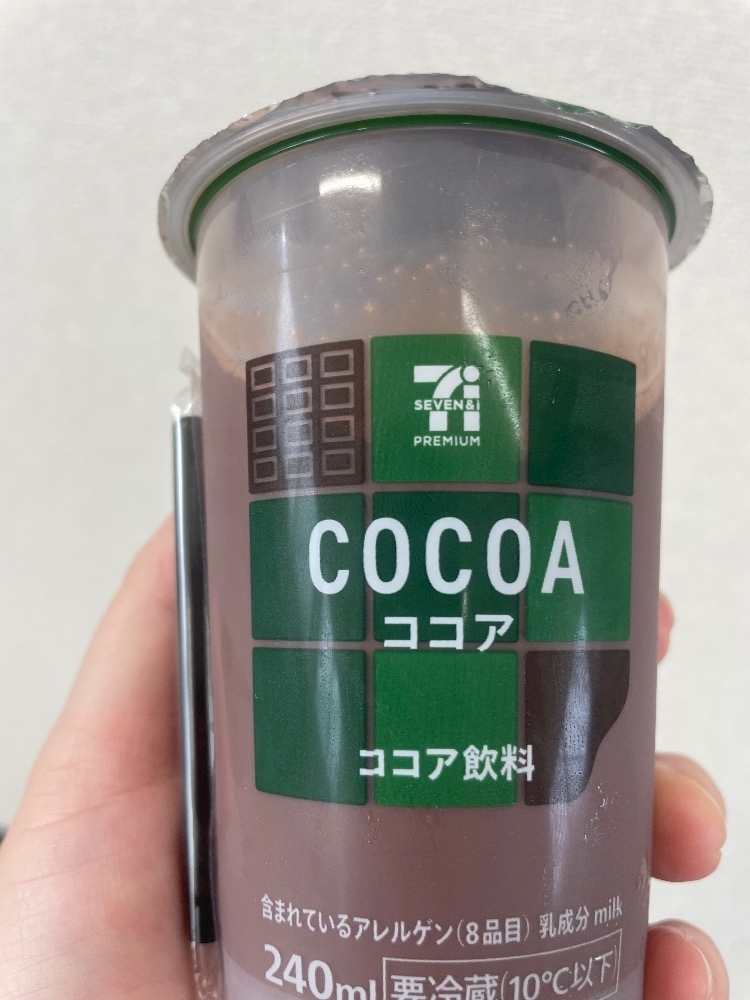 SEVEN&i
PREMIUM
COCOA
ココア
ココア飲料
含まれているアレルゲン(8品目) 乳成分 milk
240ml 要冷蔵(10℃以下)